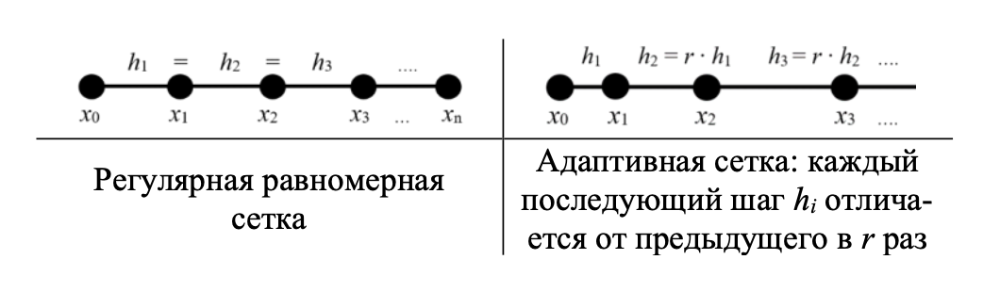 h₁ = h₂ = h₃ ....
x₀ x₁ x₂ x₃ ... xₙ
Регулярная равномерная
сетка
h₁ h₂ = r · h₁ h₃ = r · h₂ ....
x₀ x₁ x₂ x₃ ....
Адаптивная сетка: каждый
последующий шаг hᵢ отлича-
ется от предыдущего в r раз